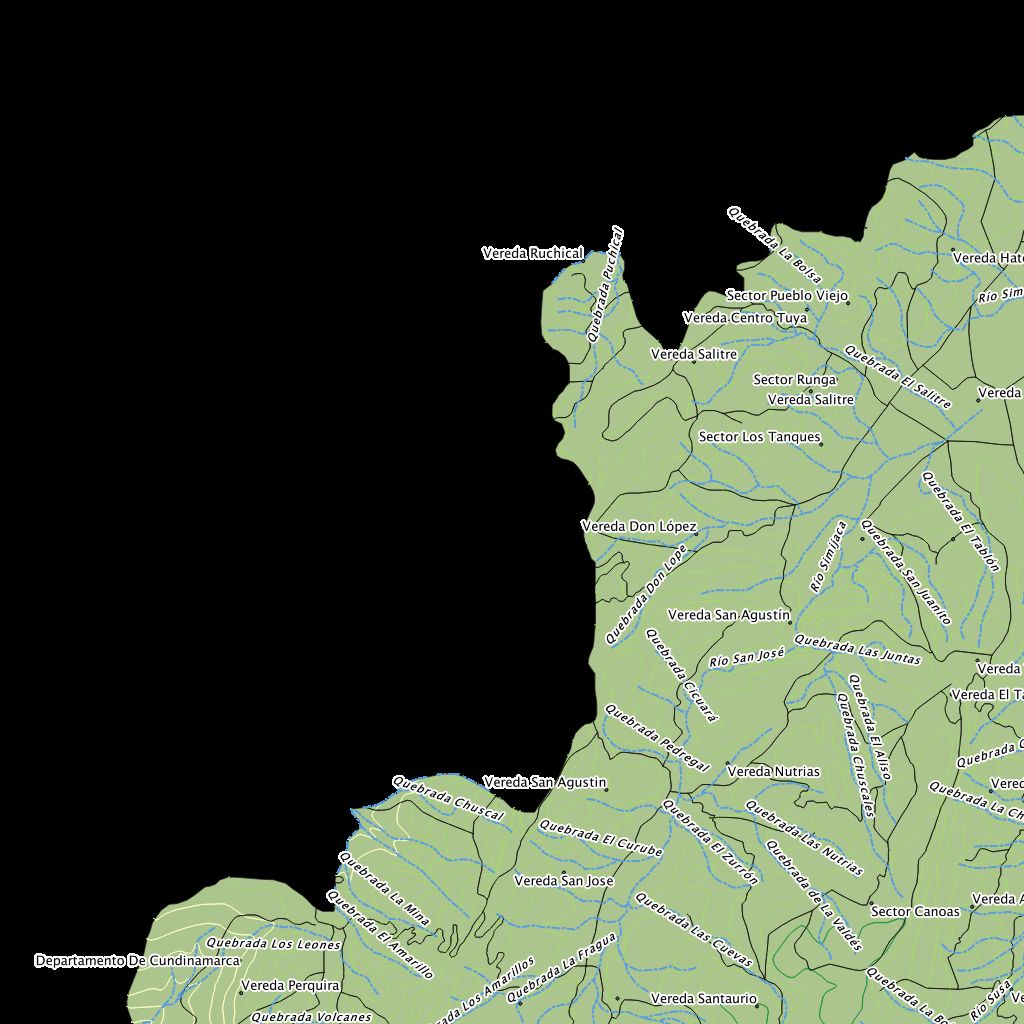 Quebrada La Bolsa
Vereda Ruchical
Quebrada Puchical
Vereda Hato
Sector Pueblo Viejo
Río Sim
Vereda Centro Tuya
Vereda Salitre
Quebrada El Salitre
Sector Runga
Vereda Salitre
Vereda
Sector Los Tanques
Quebrada El Tablón
Vereda Don López
Río Simijaca
Quebrada San Juanito
Quebrada Don Lope
Vereda San Agustín
Quebrada Cicuará
Quebrada Las Juntas
Río San José
Vereda
Quebrada El Aliso
Vereda El Ta
Quebrada Chuscales
Quebrada Pedregal
Quebrada C
Vereda Nutrias
Quebrada Chuscal
Vereda San Agustin
Vered
Quebrada La Ch
Quebrada El Zurrón
Quebrada Las Nutrias
Quebrada El Curube
Quebrada de La Valdés
Quebrada La Mina
Vereda San Jose
Quebrada El Amarillo
Quebrada Las Cuevas
Vereda A
Sector Canoas
Quebrada Los Leones
Quebrada La Fragua
Departamento De Cundinamarca
rada Los Amarillos
Quebrada La Bo
Vereda Perquira
Río Susa
Ve
Vereda Santaurio
Quebrada Volcanes